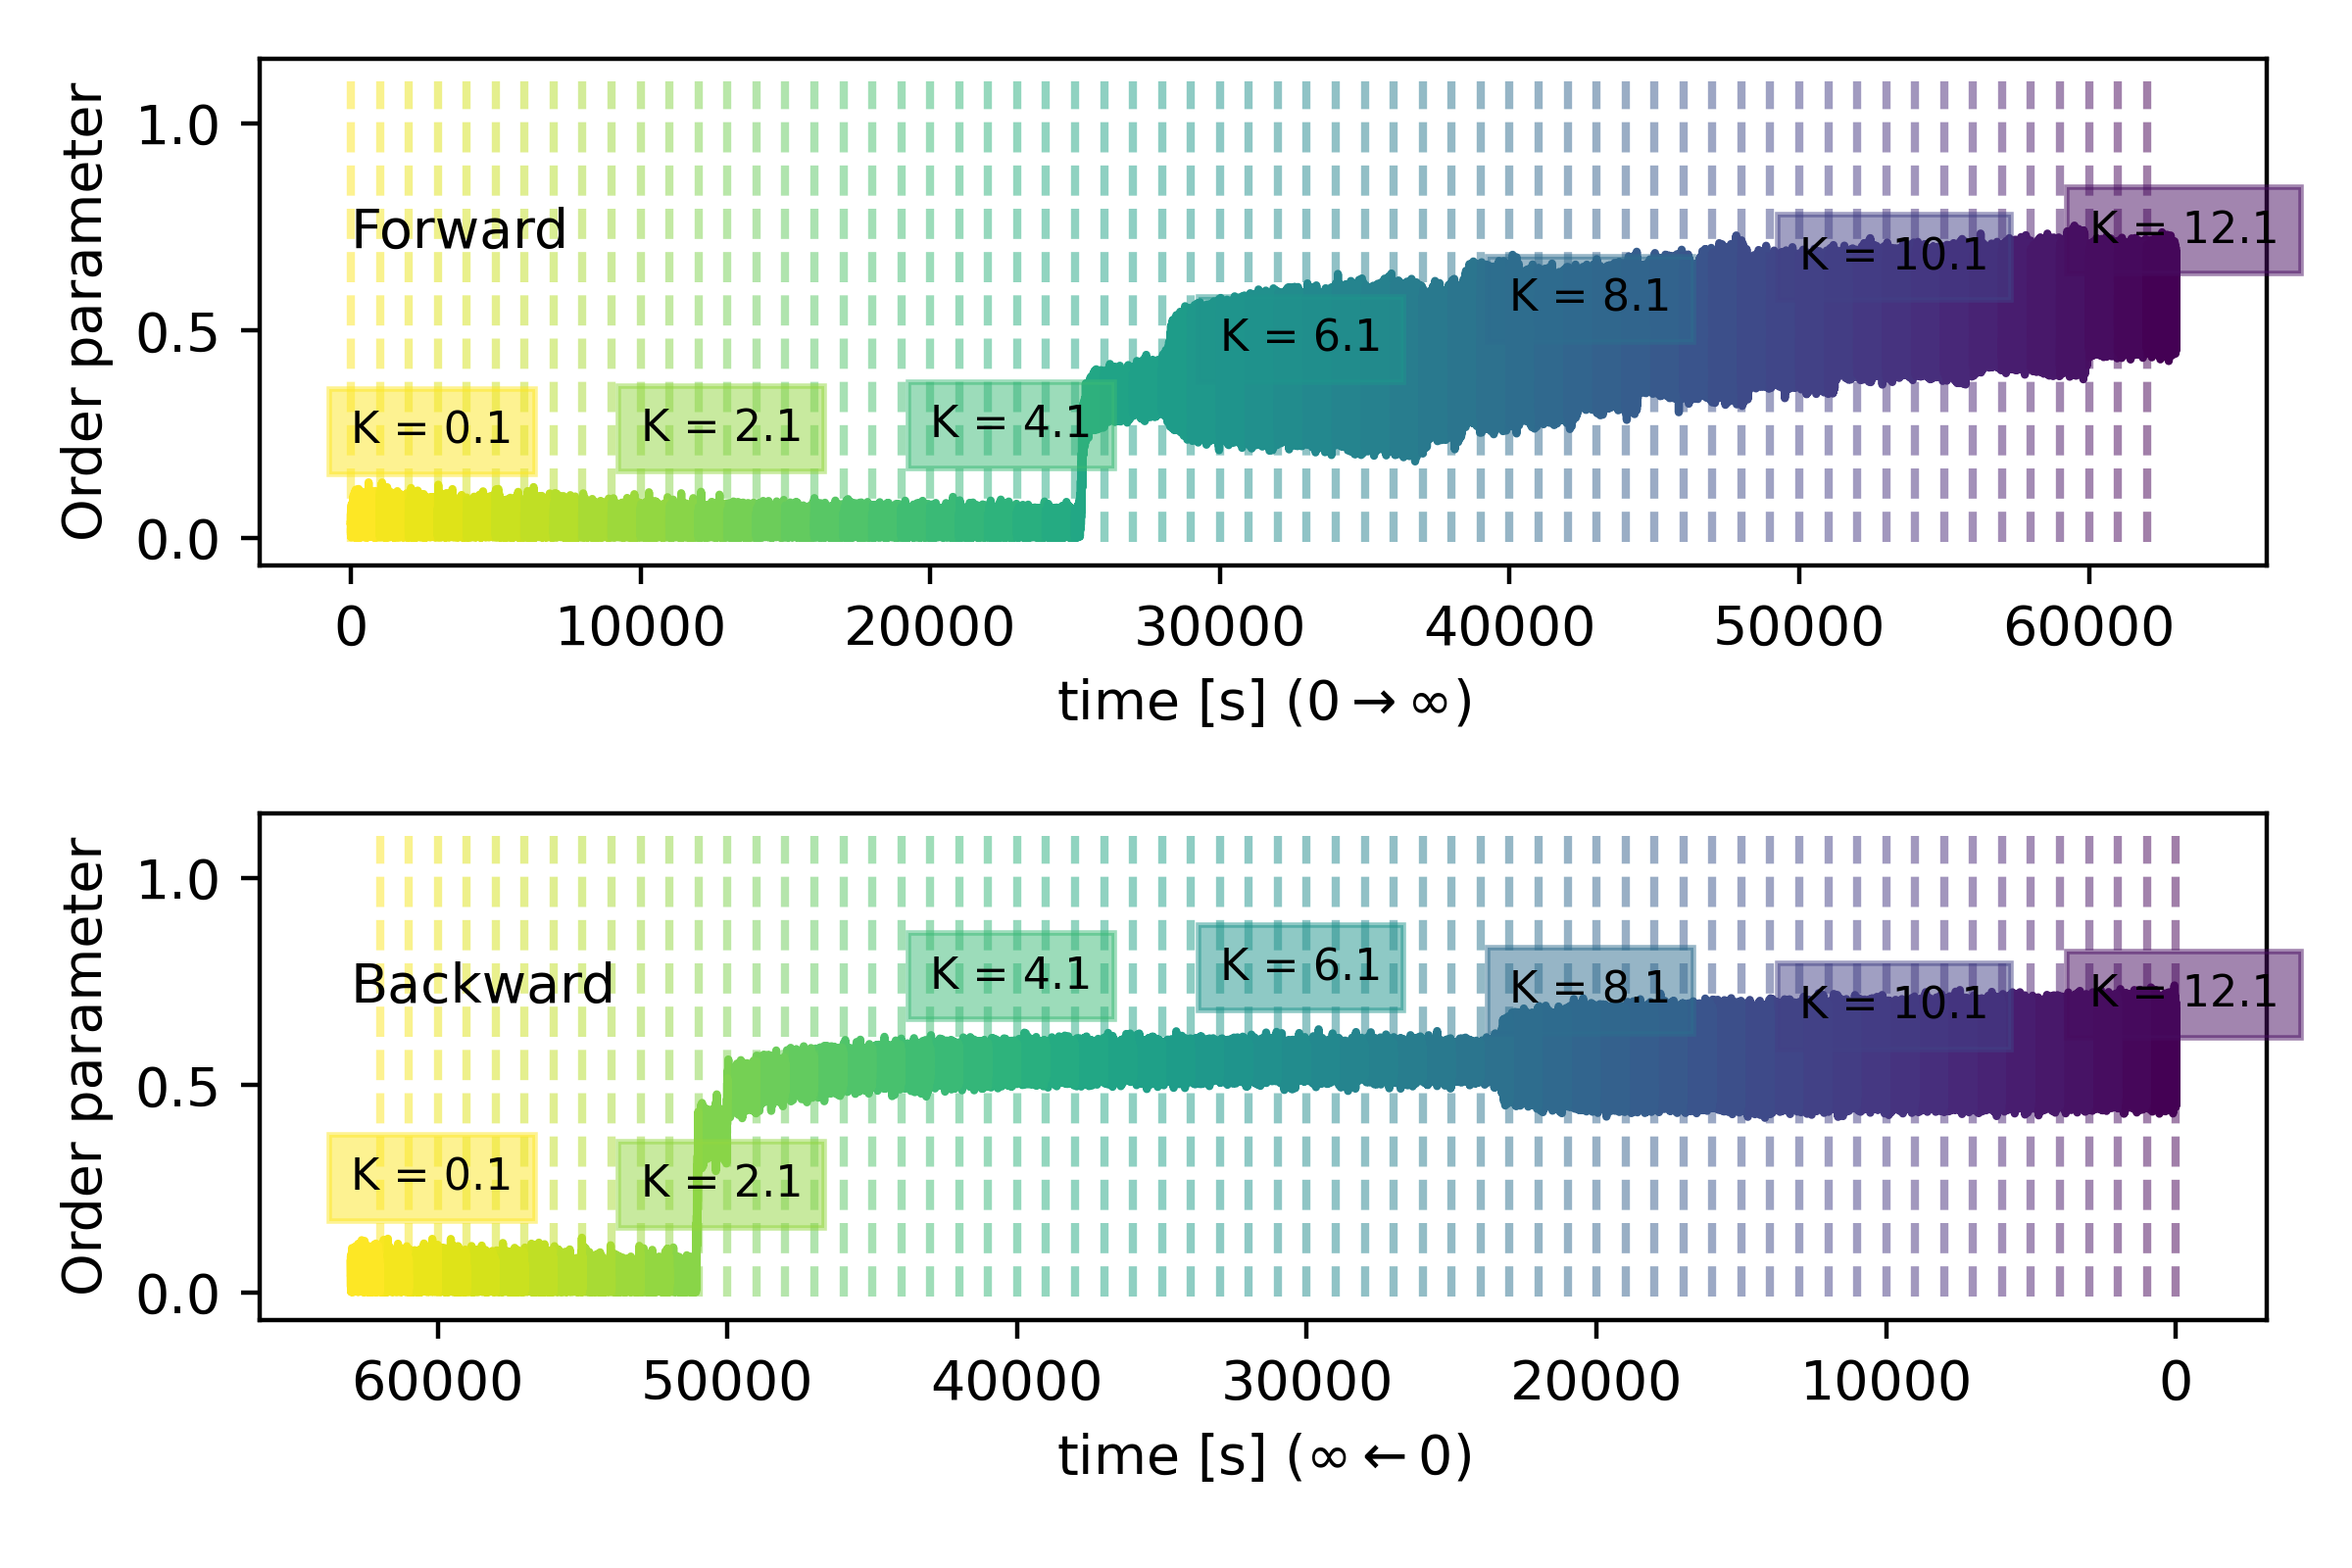 Order parameter
1.0
0.5
0.0
Forward
K = 0.1
K = 2.1
K = 4.1
K = 6.1
K = 8.1
K = 10.1
K = 12.1
0 10000 20000 30000 40000 50000 60000
time [s] (0 → ∞)
Order parameter
1.0
0.5
0.0
Backward
K = 0.1
K = 2.1
K = 4.1
K = 6.1
K = 8.1
K = 10.1
K = 12.1
60000 50000 40000 30000 20000 10000 0
time [s] (∞ ← 0)